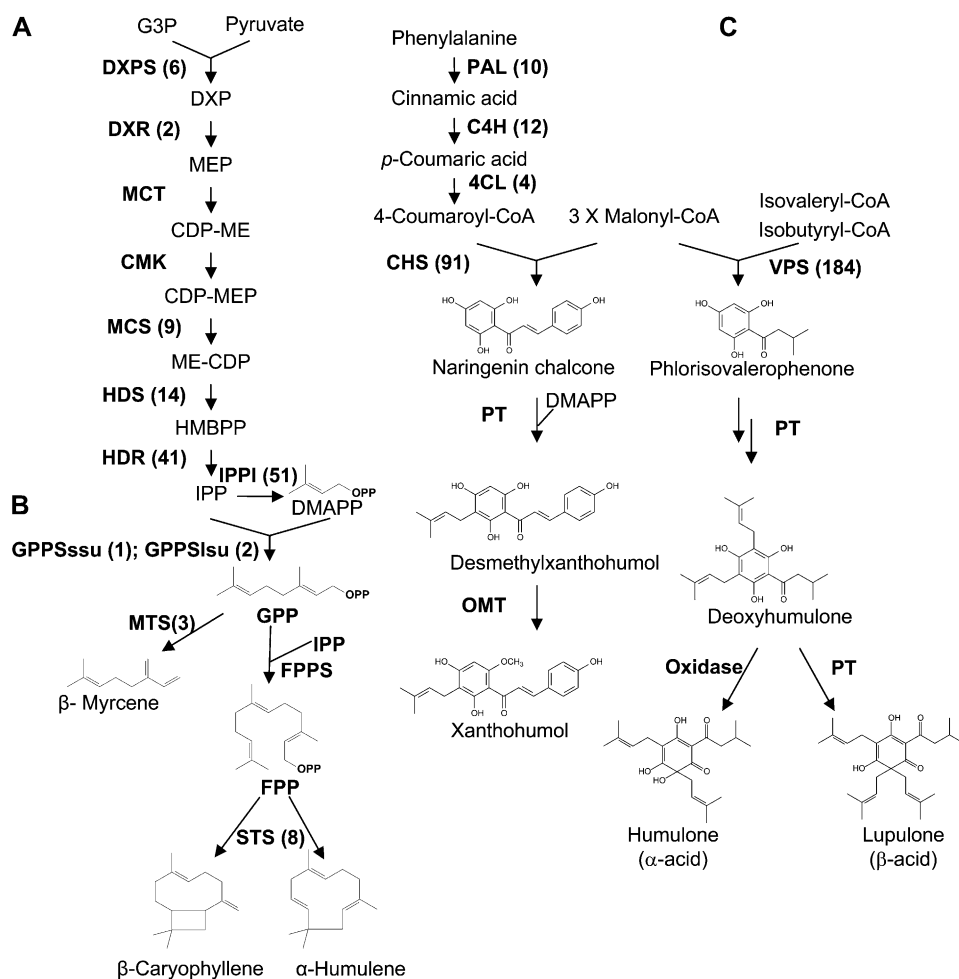 A
G3P
Pyruvate
DXPS (6)
DXP
DXR (2)
MEP
MCT
CDP-ME
CMK
CDP-MEP
MCS (9)
ME-CDP
HDS (14)
HMBPP
HDR (41)
IPP
IPPI (51)
OPP
DMAPP
B
GPPSssu (1); GPPSlsu (2)
OPP
GPP
MTS(3)
β- Myrcene
IPP
FPPS
OPP
FPP
STS (8)
β-Caryophyllene
α-Humulene
C
Phenylalanine
PAL (10)
Cinnamic acid
C4H (12)
p-Coumaric acid
4CL (4)
4-Coumaroyl-CoA
3 X Malonyl-CoA
Isovaleryl-CoA
Isobutyryl-CoA
CHS (91)
VPS (184)
HO
OH
OH
OH
O
Naringenin chalcone
HO
OH
OH
O
Phlorisovalerophenone
PT
DMAPP
PT
HO
OH
OH
OH
O
Desmethylxanthohumol
HO
OH
OH
O
Deoxyhumulone
OMT
HO
OCH3
OH
OH
O
Xanthohumol
Oxidase
PT
OH
O
HO
HO
O
Humulone
(α-acid)
OH
O
HO
O
Lupulone
(β-acid)